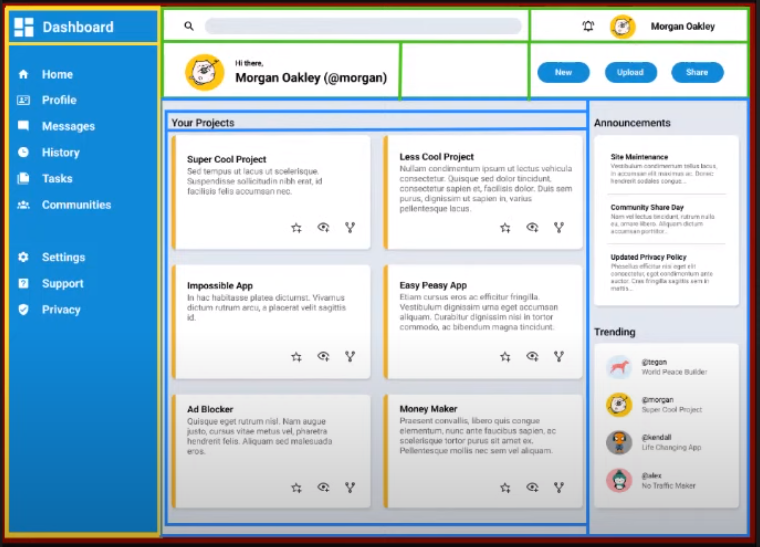 Dashboard
Home
Profile
Messages
History
Tasks
Communities
Settings
Support
Privacy
Morgan Oakley
Hi there,
Morgan Oakley (@morgan)
New
Upload
Share
Your Projects
Super Cool Project
Sed tempus ut lacus ut scelerisque.
Suspendisse sollicitudin nibh erat, id
facilisis felis accumsan nec.
Less Cool Project
Nullam condimentum ipsum ut lectus vehicula
consectetur. Quisque sed dolor tincidunt,
consectetur sapien et, facilisis dolor. Duis sem
purus, dignissim ut sapien in, varius
pellentesque lacus.
Impossible App
In hac habitasse platea dictumst. Vivamus
dictum rutrum arcu, a placerat velit sagittis
id.
Easy Peasy App
Etiam cursus eros ac efficitur fringilla.
Vestibulum dignissim urna eget accumsan
aliquam. Curabitur dignissim nisi in tortor
commodo, ac bibendum magna tincidunt.
Ad Blocker
Quisque eget rutrum nisl. Nam augue
justo, cursus vitae metus vel, pharetra
hendrerit felis. Aliquam sed malesuada
eros.
Money Maker
Praesent convallis, libero quis congue
elementum, nunc ante faucibus sapien, ac
scelerisque tortor purus sit amet ex.
Pellentesque mollis nec sem vel aliquam.
Announcements
Site Maintenance
Vestibulum condimentum tellus lacus,
in accumsan elit maximus ac. Donec
hendrerit sodales congue...
Community Share Day
Nam vel lectus tincidunt, rutrum nulla
eu, ornare libero. Aliquam dictum
accumsan porttitor...
Updated Privacy Policy
Phasellus efficitur nisi eget elit
consectetur, eget condimentum ante
auctor. Cras fringilla sagittis sem in
mattis...
Trending
@tegan
World Peace Builder
@morgan
Super Cool Project
@kendall
Life Changing App
@alex
No Traffic Maker